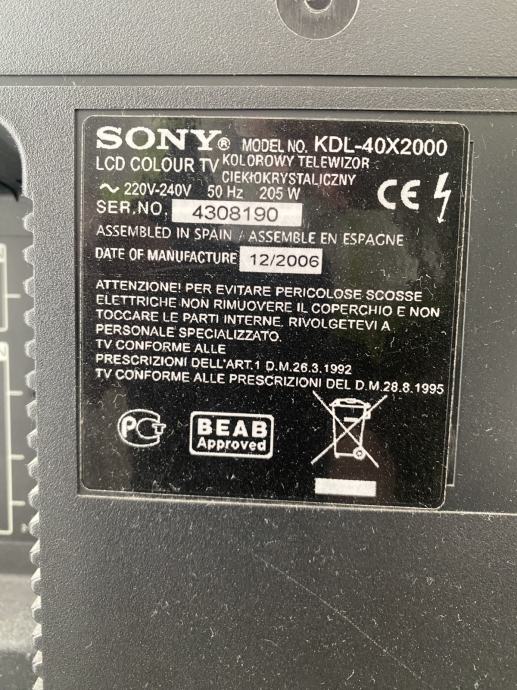 SONY® MODEL NO. KDL-40X2000
LCD COLOUR TV KOLOROWY TELEWIZOR
CIEKŁOKRYSTALICZNY
~ 220V-240V 50 Hz 205 W CE
SER.NO. 4308190
ASSEMBLED IN SPAIN / ASSEMBLE EN ESPAGNE
DATE OF MANUFACTURE 12/2006
ATTENZIONE! PER EVITARE PERICOLOSE SCOSSE
ELETTRICHE NON RIMUOVERE IL COPERCHIO E NON
TOCCARE LE PARTI INTERNE. RIVOLGETEVI A
PERSONALE SPECIALIZZATO.
TV CONFORME ALLE
PRESCRIZIONI DELL'ART.1 D.M.26.3.1992
TV CONFORME ALLE PRESCRIZIONI DEL D.M.28.8.1995
PCT
BEAB
Approved